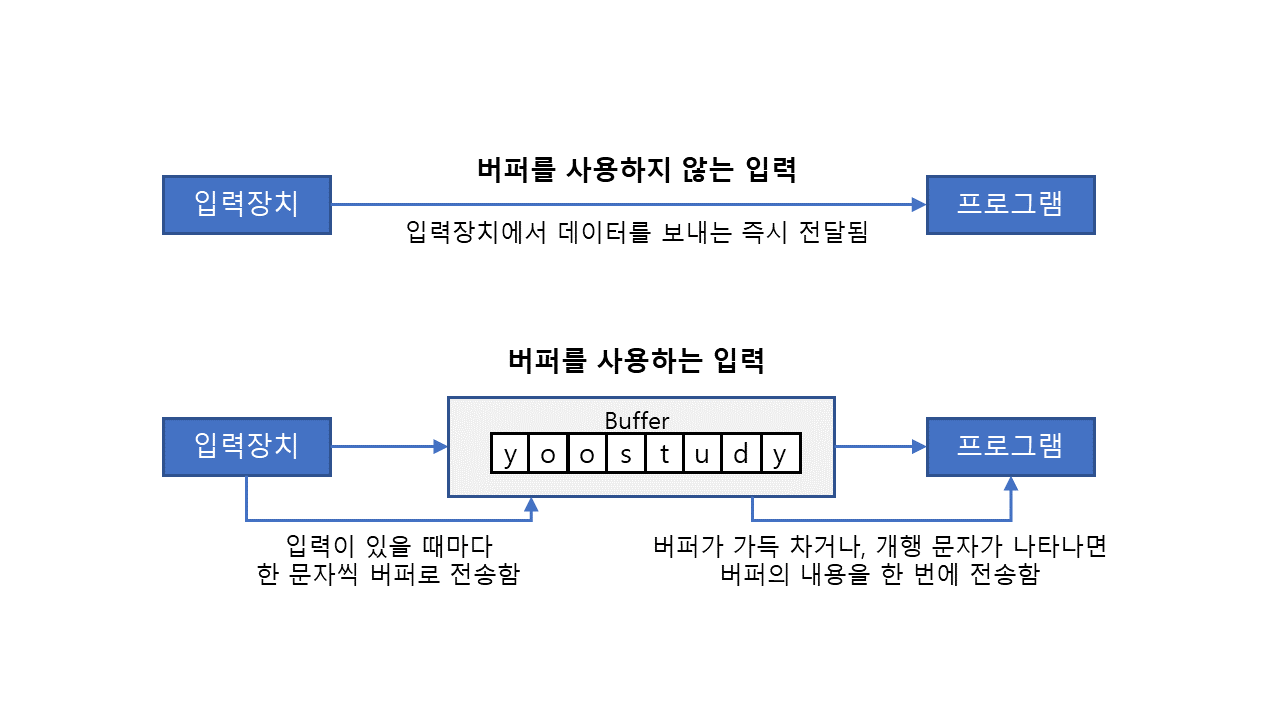 버퍼를 사용하지 않는 입력
입력장치
프로그램
입력장치에서 데이터를 보내는 즉시 전달됨
버퍼를 사용하는 입력
입력장치
Buffer
y o o s t u d y
프로그램
입력이 있을 때마다
한 문자씩 버퍼로 전송함
버퍼가 가득 차거나, 개행 문자가 나타나면
버퍼의 내용을 한 번에 전송함